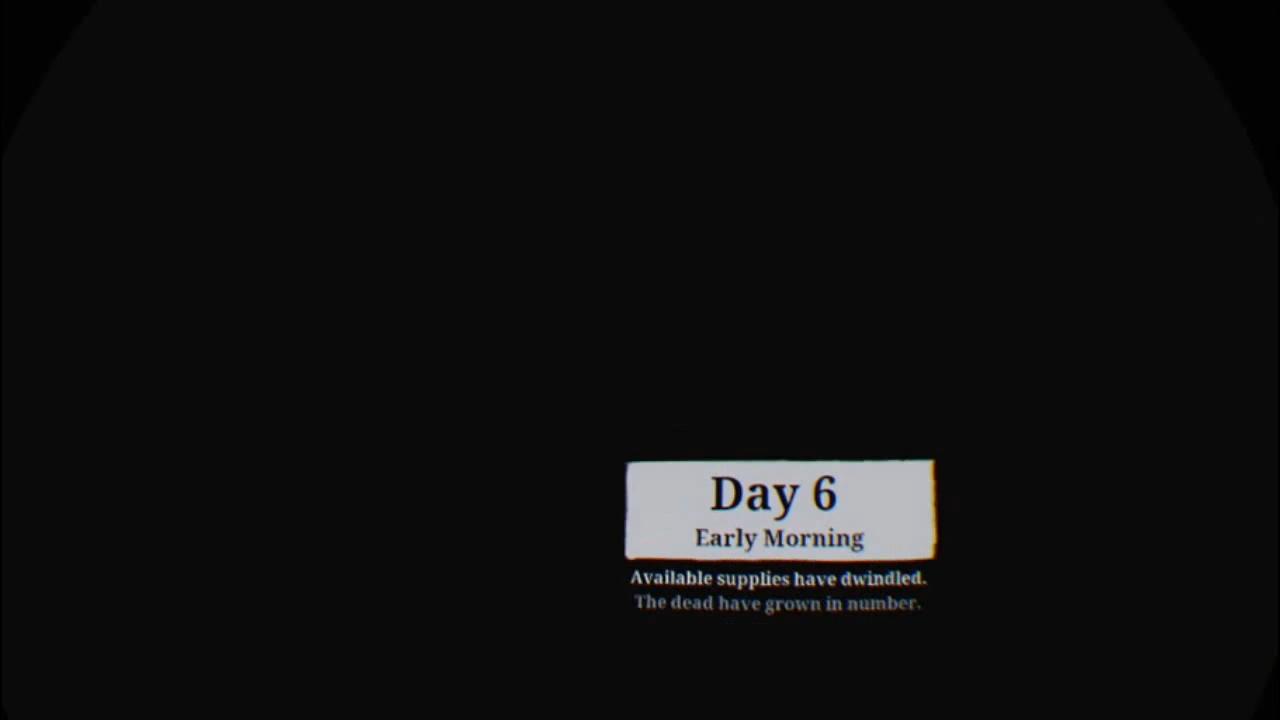 Day 6
Early Morning
Available supplies have dwindled.
The dead have grown in number.